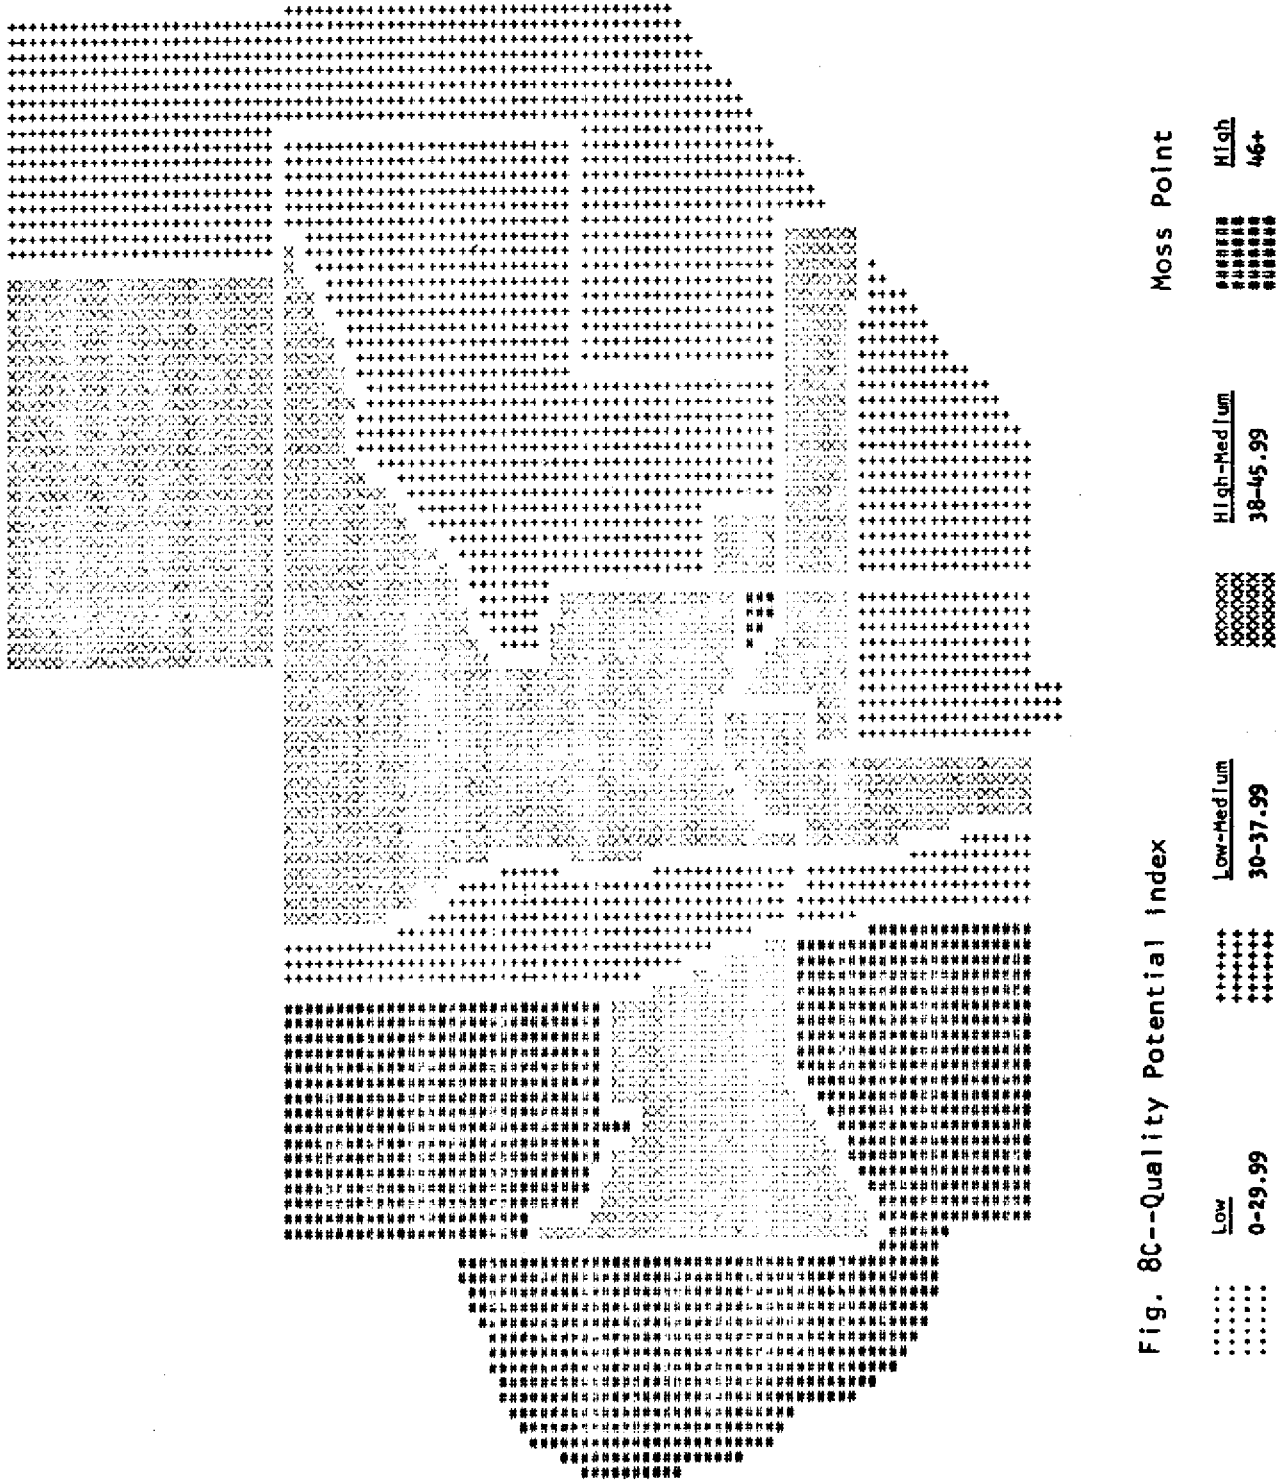 Fig. 8C--Quality Potential Index
Moss Point
Low
0-29.99
Low-Medium
30-37.99
High-Medium
38-45.99
High
46+